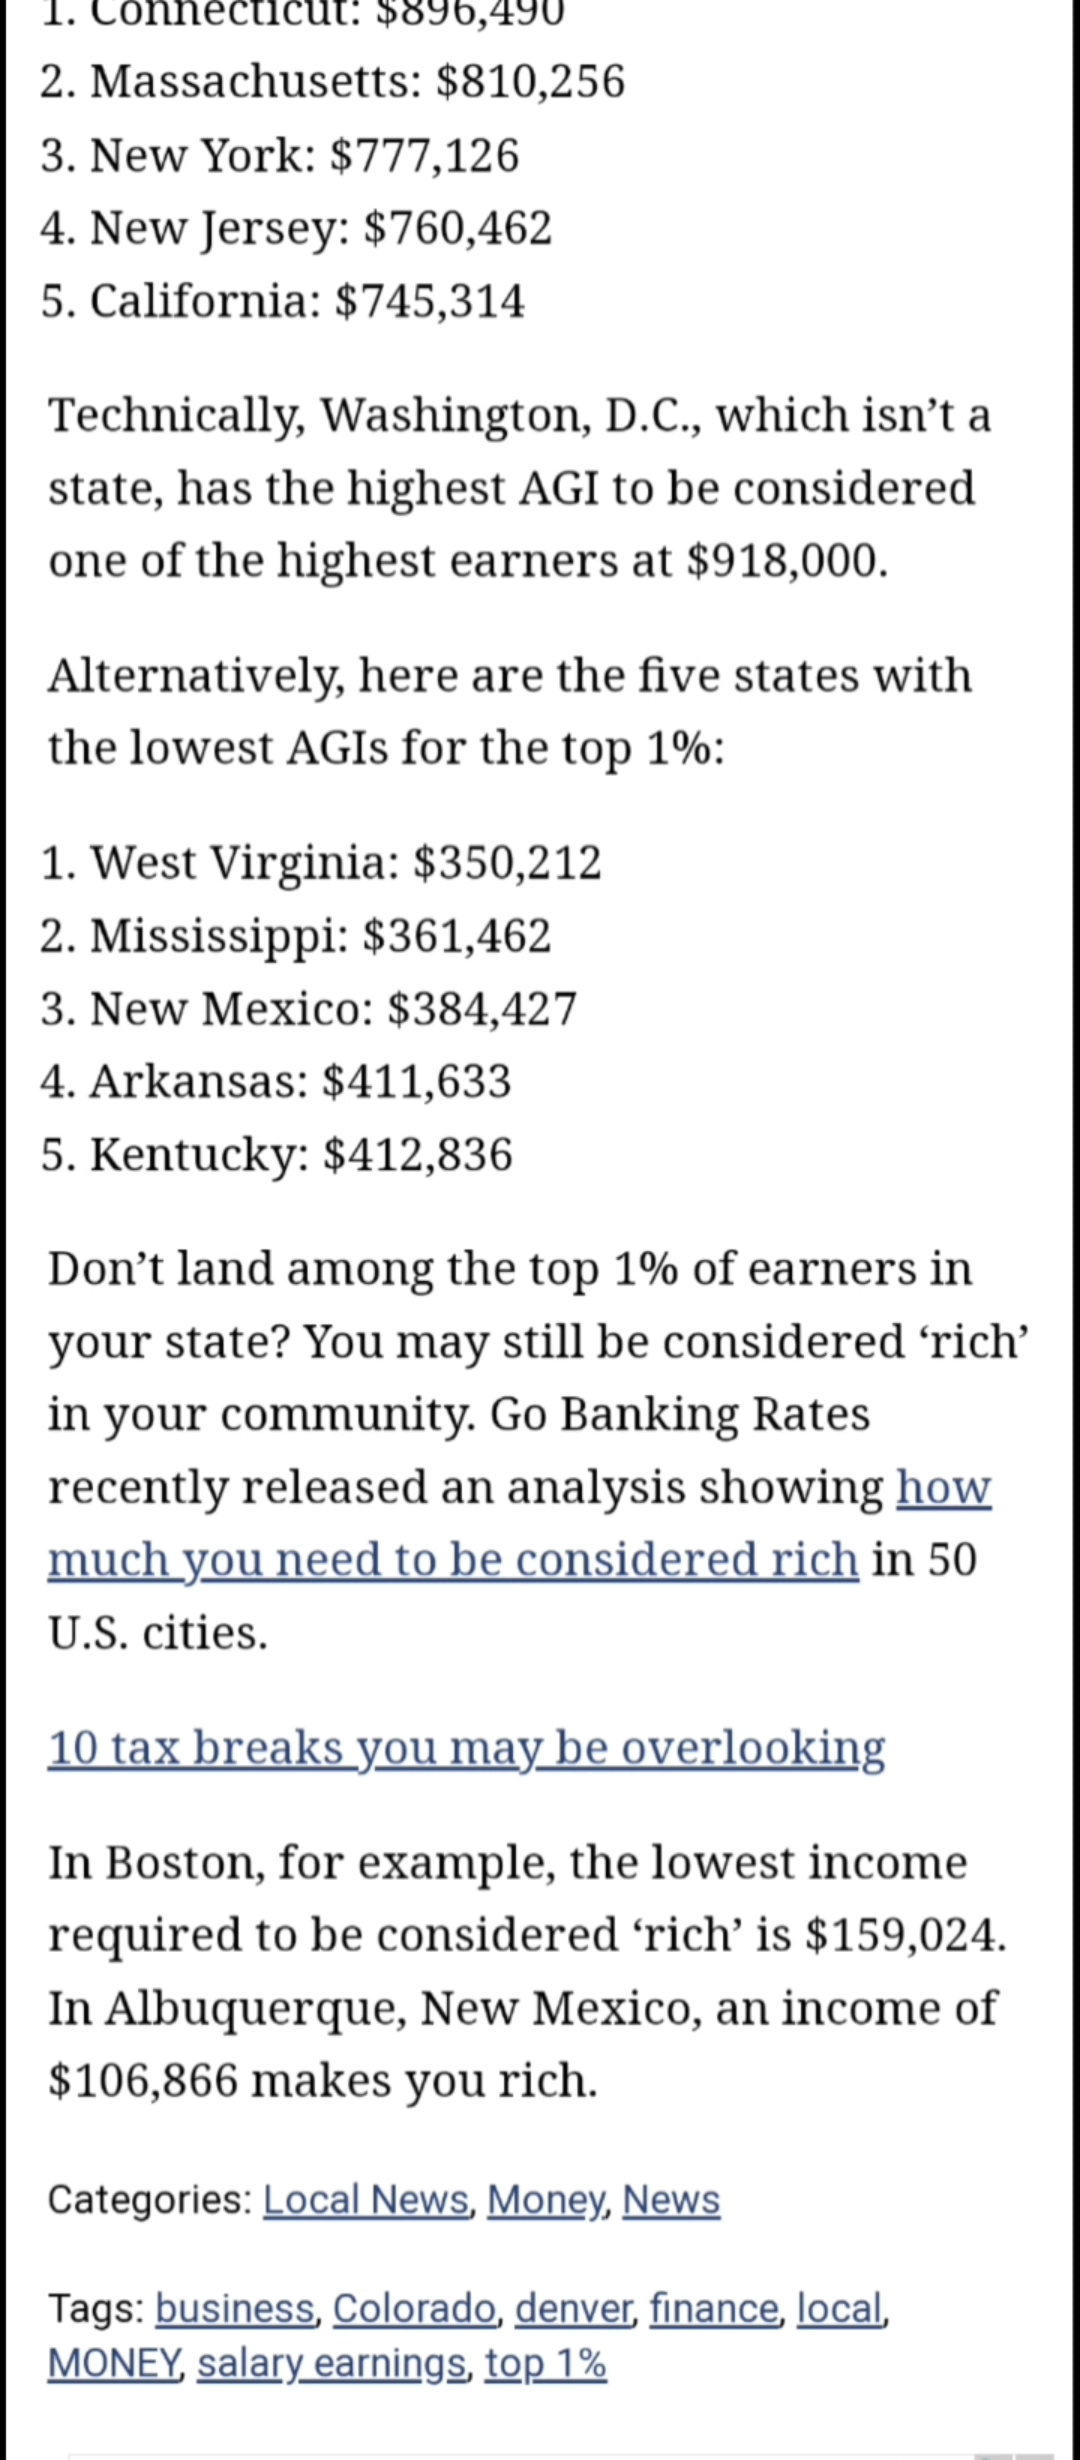 1. Connecticut: $896,490
2. Massachusetts: $810,256
3. New York: $777,126
4. New Jersey: $760,462
5. California: $745,314
Technically, Washington, D.C., which isn’t a
state, has the highest AGI to be considered
one of the highest earners at $918,000.
Alternatively, here are the five states with
the lowest AGIs for the top 1%:
1. West Virginia: $350,212
2. Mississippi: $361,462
3. New Mexico: $384,427
4. Arkansas: $411,633
5. Kentucky: $412,836
Don’t land among the top 1% of earners in
your state? You may still be considered ‘rich’
in your community. Go Banking Rates
recently released an analysis showing how
much you need to be considered rich in 50
U.S. cities.
10 tax breaks you may be overlooking
In Boston, for example, the lowest income
required to be considered ‘rich’ is $159,024.
In Albuquerque, New Mexico, an income of
$106,866 makes you rich.
Categories: Local News, Money, News
Tags: business, Colorado, denver, finance, local,
MONEY, salary earnings, top 1%